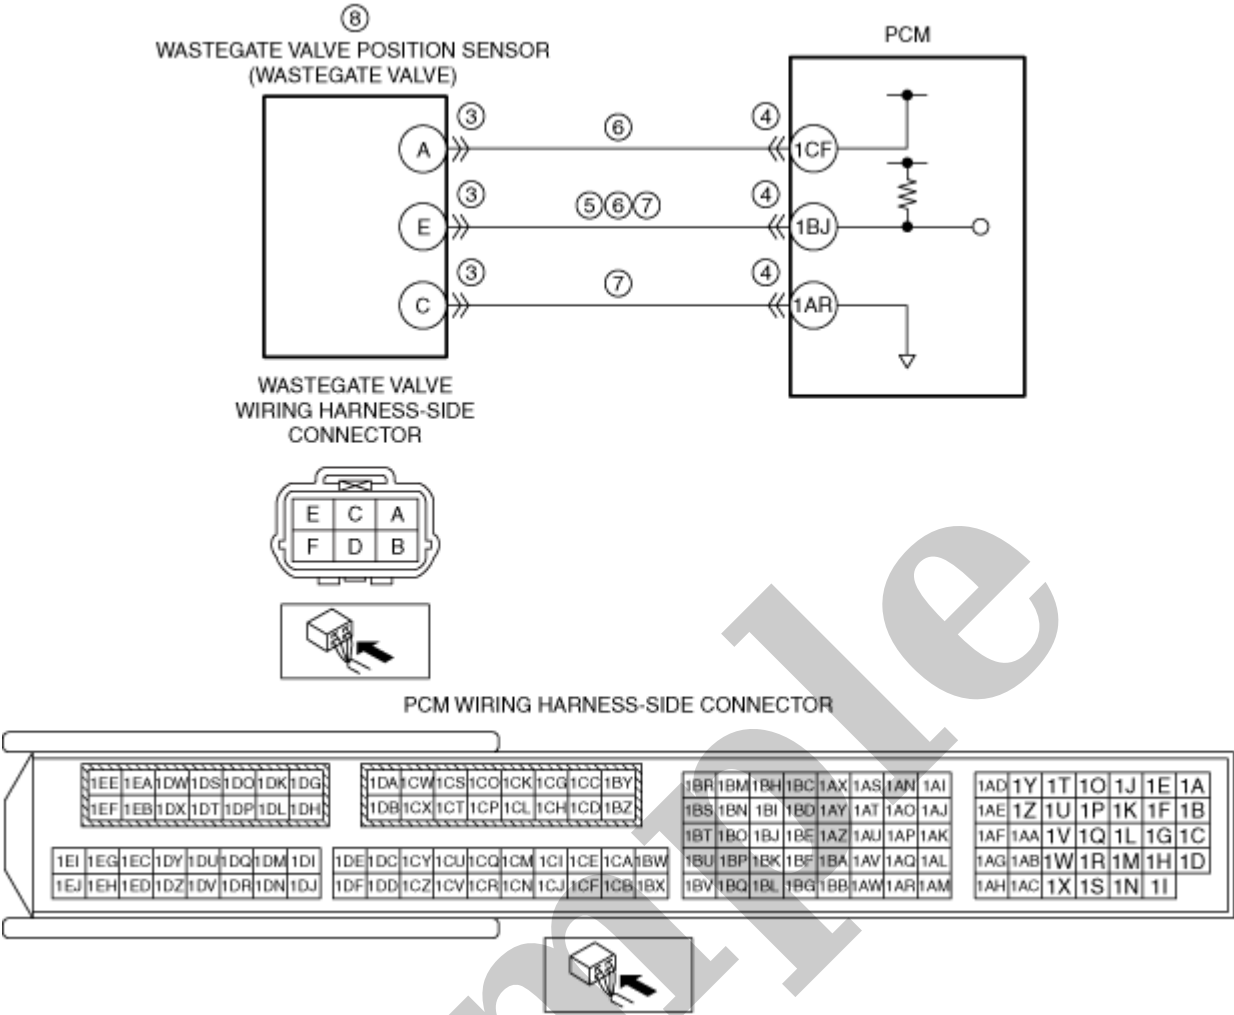 8
WASTEGATE VALVE POSITION SENSOR
(WASTEGATE VALVE)
PCM
3 6 4
A 1CF
3 5 6 7 4
E 1BJ
3 7 4
C 1AR
WASTEGATE VALVE
WIRING HARNESS-SIDE
CONNECTOR
E C A
F D B
PCM WIRING HARNESS-SIDE CONNECTOR
1EE 1EA 1DW 1DS 1DO 1DK 1DG 1DA 1CW 1CS 1CO 1CK 1CG 1CC 1BY 1BR 1BM 1BH 1BC 1AX 1AS 1AN 1AI 1AD 1Y 1T 1O 1J 1E 1A
1EF 1EB 1DX 1DT 1DP 1DL 1DH 1DB 1CX 1CT 1CP 1CL 1CH 1CD 1BZ 1BS 1BN 1BI 1BD 1AY 1AT 1AO 1AJ 1AE 1Z 1U 1P 1K 1F 1B
1BT 1BO 1BJ 1BE 1AZ 1AU 1AP 1AK 1AF 1AA 1V 1Q 1L 1G 1C
1EI 1EG 1EC 1DY 1DU 1DQ 1DM 1DI 1DE 1DC 1CY 1CU 1CQ 1CM 1CI 1CE 1CA 1BW 1BU 1BP 1BK 1BF 1BA 1AV 1AQ 1AL 1AG 1AB 1W 1R 1M 1H 1D
1EJ 1EH 1ED 1DZ 1DV 1DR 1DN 1DJ 1DF 1DD 1CZ 1CV 1CR 1CN 1CJ 1CF 1CB 1BX 1BV 1BQ 1BL 1BG 1BB 1AW 1AR 1AM 1AH 1AC 1X 1S 1N 1I
mple